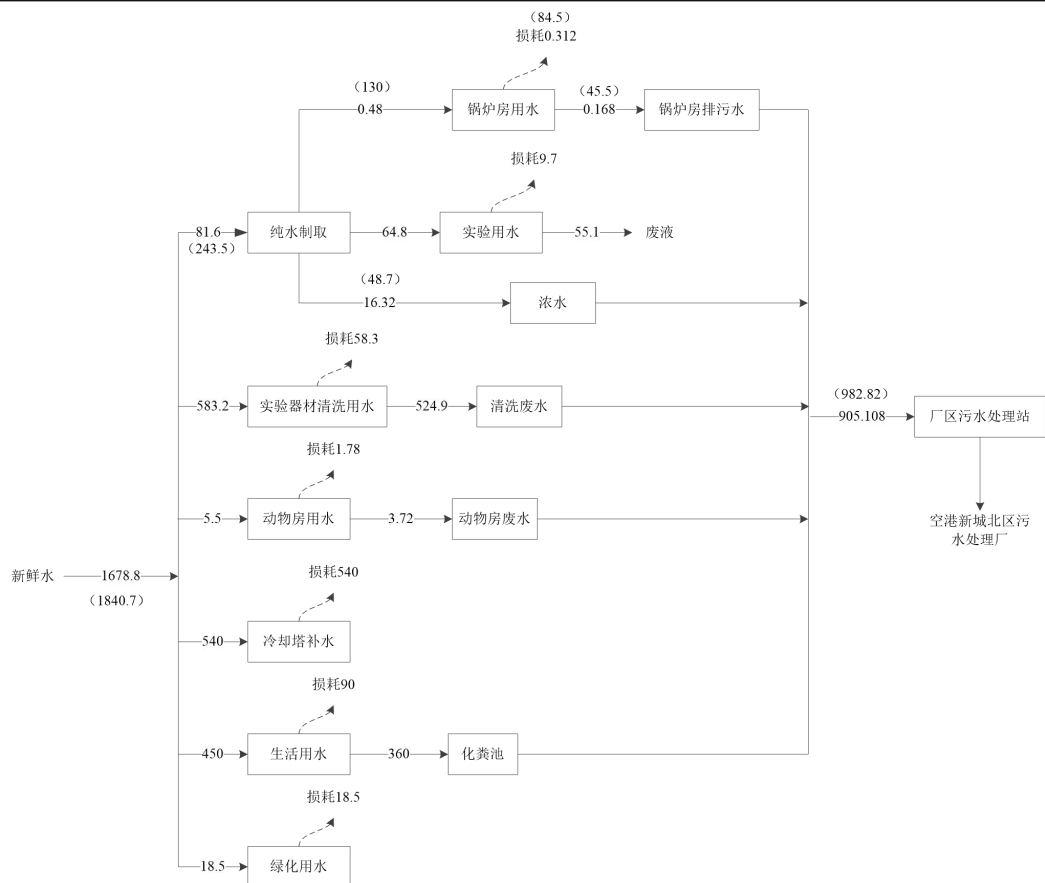 （84.5）
损耗0.312
（130）
0.48
锅炉房用水
（45.5）
0.168
锅炉房排污水
损耗9.7
81.6
（243.5）
纯水制取
64.8
实验用水
55.1
废液
（48.7）
16.32
浓水
损耗58.3
583.2
实验器材清洗用水
524.9
清洗废水
（982.82）
905.108
厂区污水处理站
损耗1.78
5.5
动物房用水
3.72
动物房废水
空港新城北区污
水处理厂
新鲜水
1678.8
（1840.7）
损耗540
540
冷却塔补水
损耗90
450
生活用水
360
化粪池
损耗18.5
18.5
绿化用水